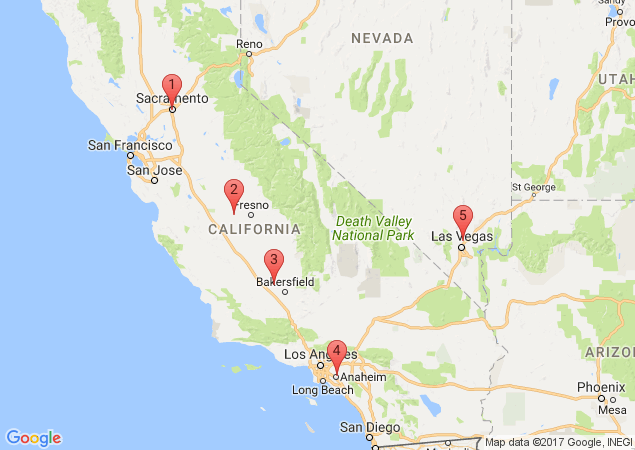 Sandy
Provo
NEVADA
Reno
UTAH
1
Sacramento
San Francisco
San Jose
St George
2
Fresno
5
Death Valley
National Park
CALIFORNIA
Las Vegas
3
Bakersfield
4
Los Angeles
Anaheim
Long Beach
ARIZO
Phoenix
Mesa
San Diego
Google
Map data ©2017 Google, INEGI